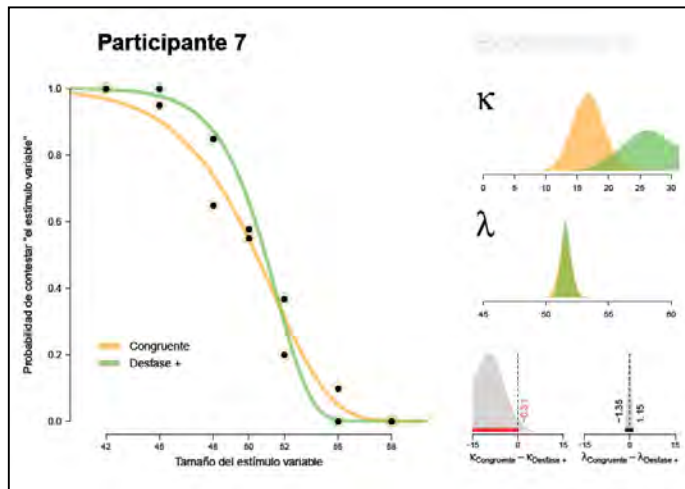 Participante 7
Probabilidad de contestar "el estímulo variable"
1.0
0.8
0.6
0.4
0.2
0.0
Congruente
Desfase +
42 46 48 50 52 55 58
Tamaño del estímulo variable
κ
0 5 10 15 20 25 30
λ
45 50 55 60
-0.31
-15 0 15
κCongruente − κDesfase +
−1.35
1.15
-15 0 15
λCongruente − λDesfase +